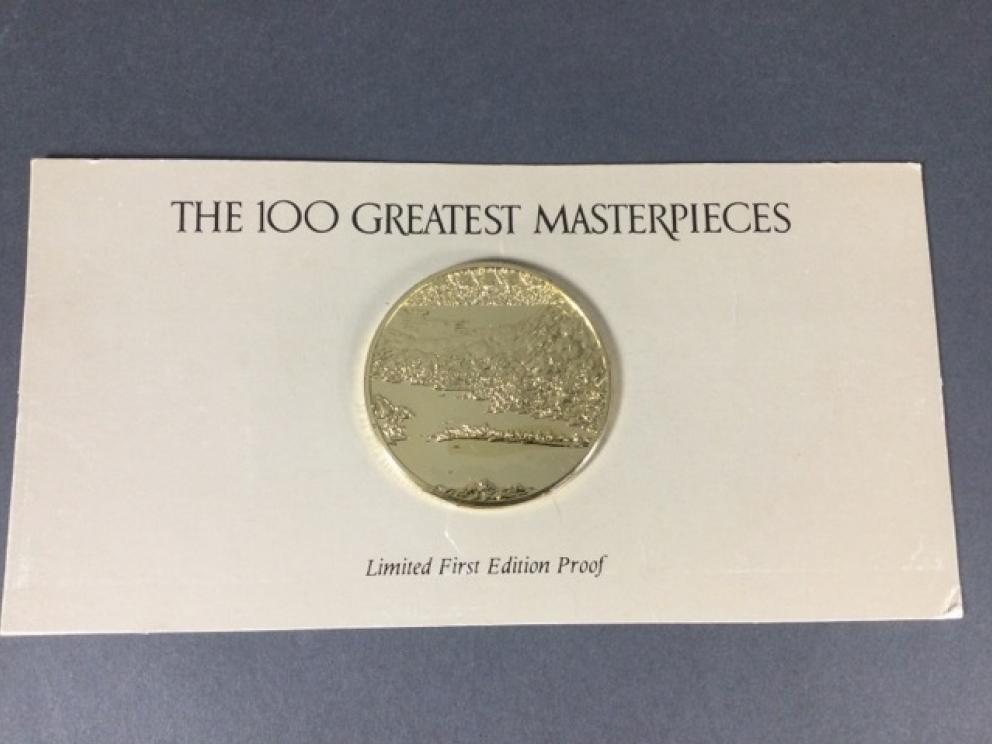 THE 100 GREATEST MASTERPIECES
Limited First Edition Proof